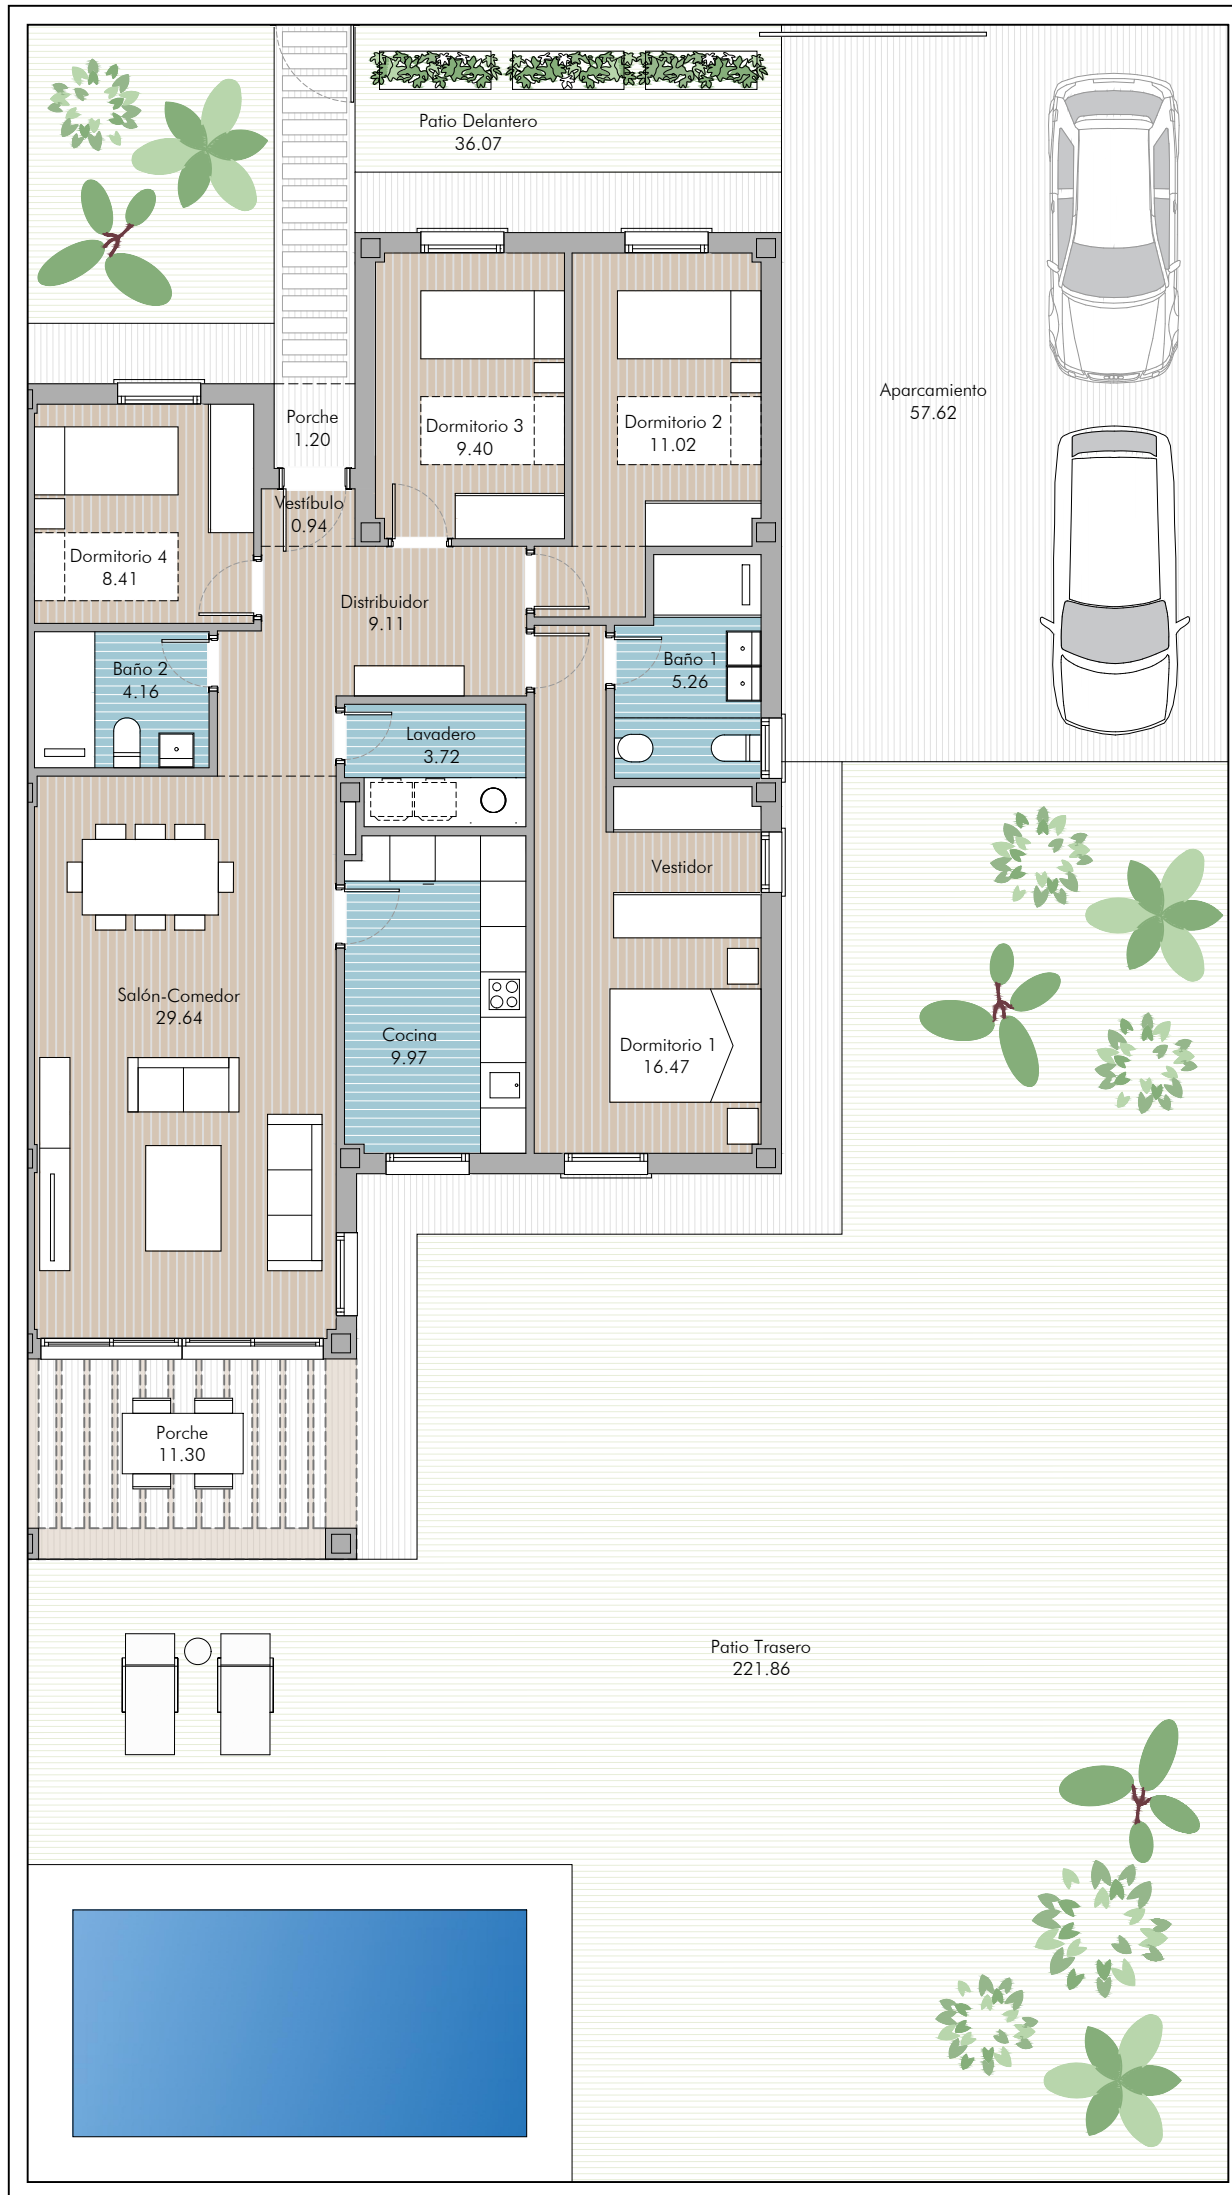 Patio Delantero
36.07
Aparcamiento
57.62
Porche
1.20
Dormitorio 3
9.40
Dormitorio 2
11.02
Vestíbulo
0.94
Dormitorio 4
8.41
Distribuidor
9.11
Baño 2
4.16
Baño 1
5.26
Lavadero
3.72
Vestidor
Salón-Comedor
29.64
Cocina
9.97
Dormitorio 1
16.47
Porche
11.30
Patio Trasero
221.86